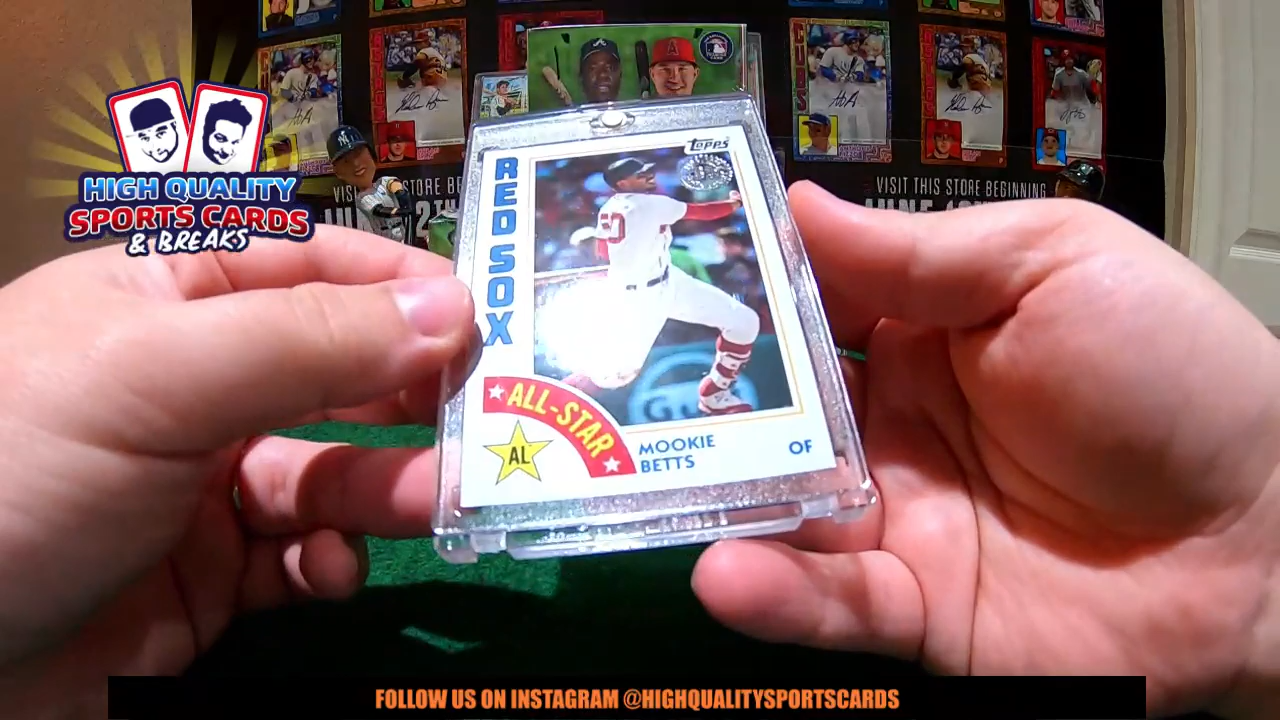 HIGH QUALITY
SPORTS CARDS
& BREAKS
VISIT THIS STORE BEGINNING
Topps
RED SOX
50
ALL-STAR
AL
MOOKIE
BETTS
OF
FOLLOW US ON INSTAGRAM @HIGHQUALITYSPORTSCARDS